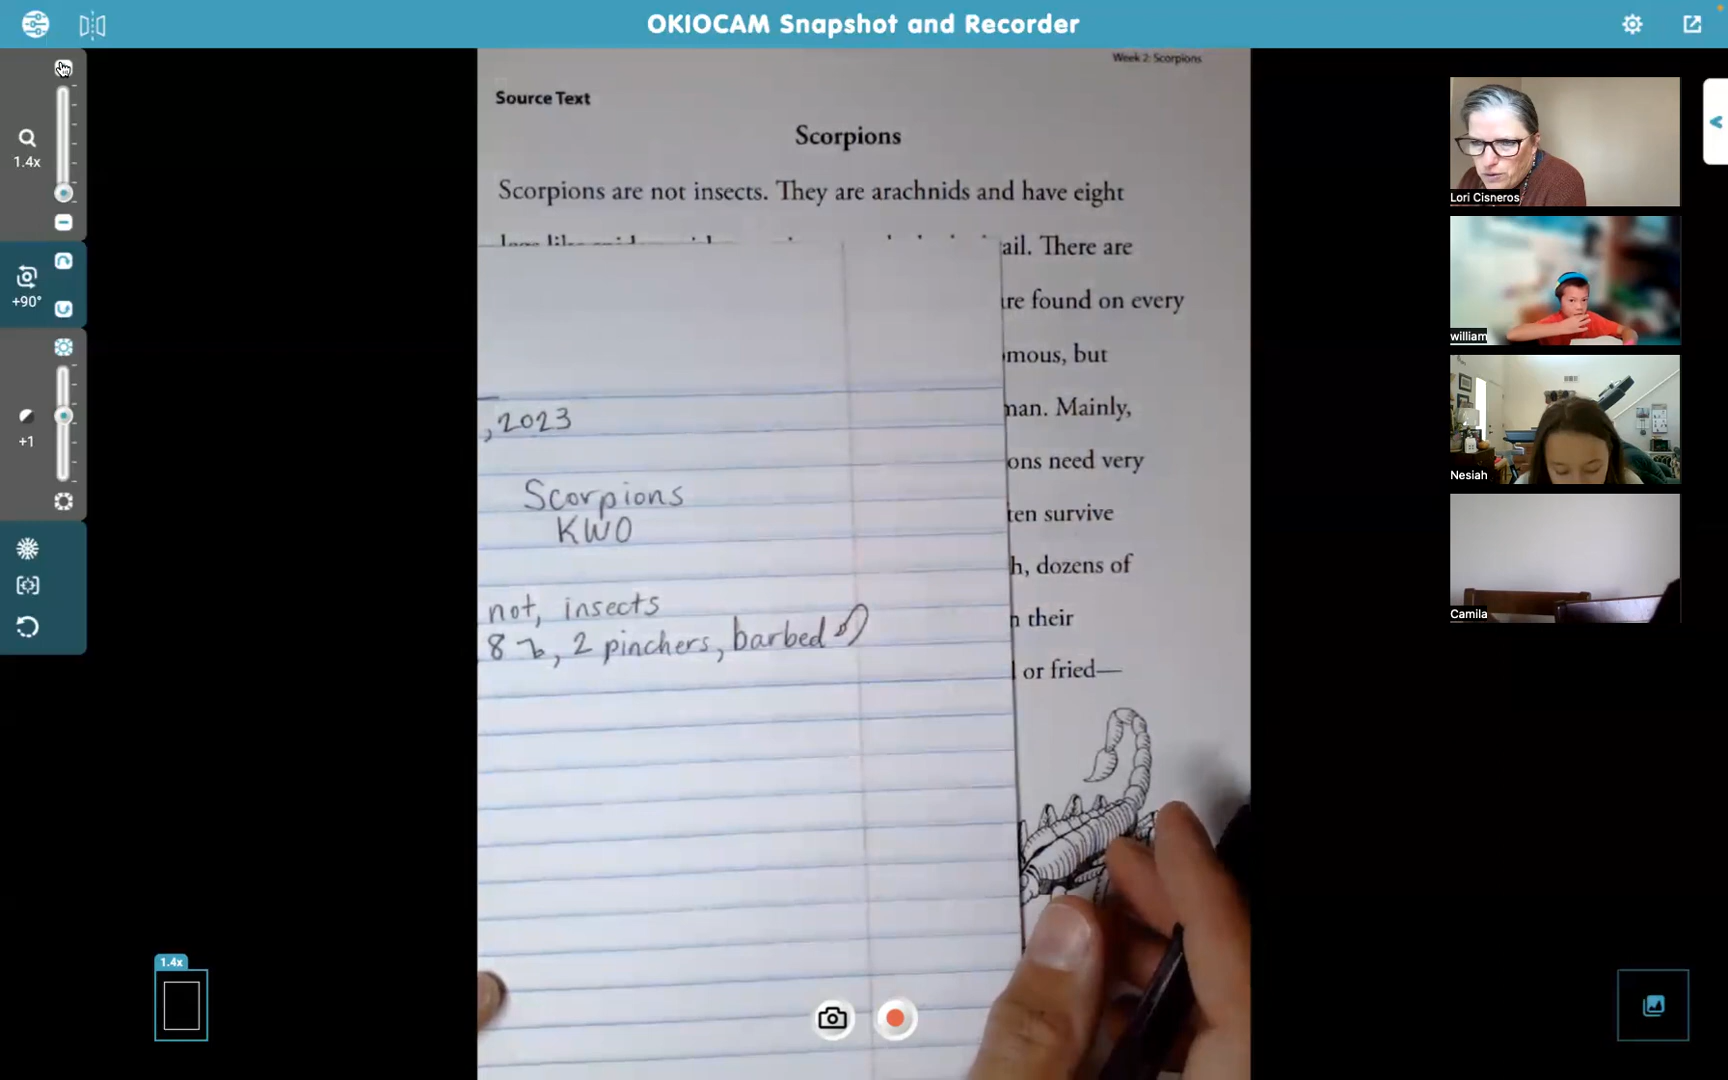 OKIOCAM Snapshot and Recorder
1.4x
+90°
+1
Week 2: Scorpions
Source Text
Scorpions
Scorpions are not insects. They are arachnids and have eight
ail. There are
re found on every
mous, but
man. Mainly,
ons need very
ten survive
h, dozens of
n their
or fried—
, 2023
Scorpions
KWO
not, insects
8, 2 pinchers, barbed
Lori Cisneros
william
Nesiah
Camila
1.4x